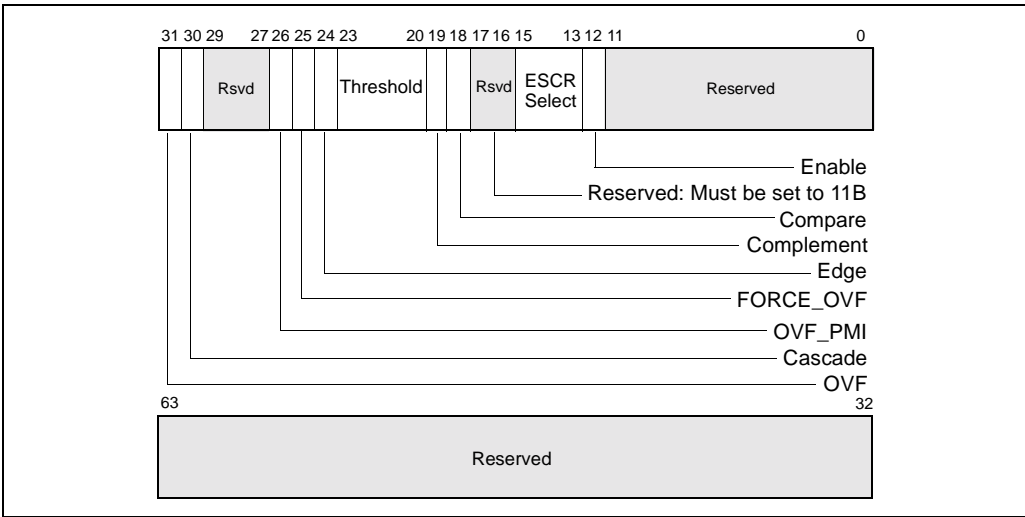 31 30 29 27 26 25 24 23 20 19 18 17 16 15 13 12 11 0
Rsvd Threshold Rsvd ESCR Select Reserved
Enable
Reserved: Must be set to 11B
Compare
Complement
Edge
FORCE_OVF
OVF_PMI
Cascade
OVF
63 32
Reserved